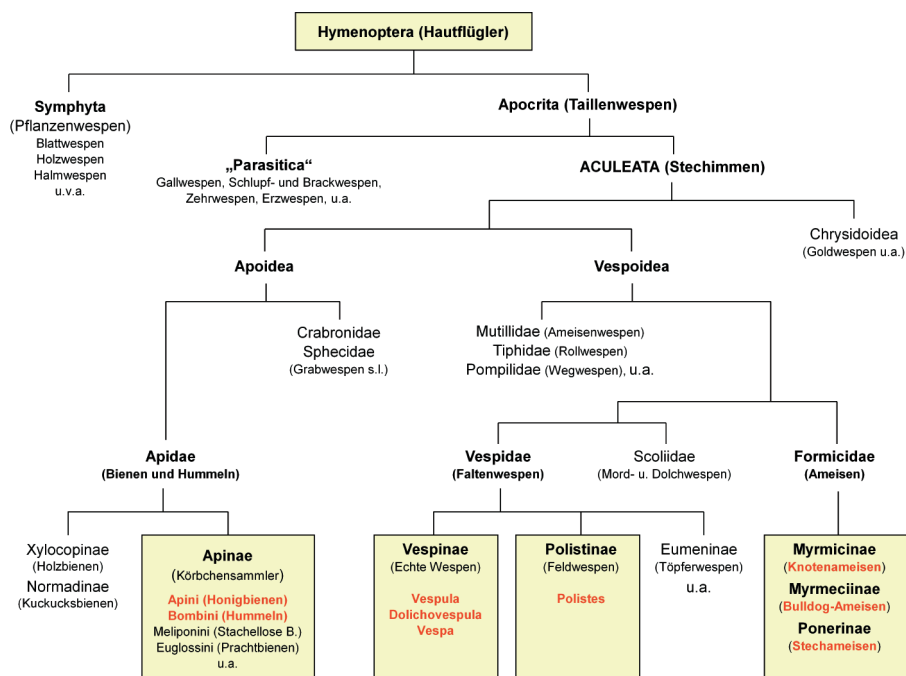 Hymenoptera (Hautflügler)
Symphyta
(Pflanzenwespen)
Blattwespen
Holzwespen
Halmwespen
u.v.a.
Apocrita (Taillenwespen)
„Parasitica“
Gallwespen, Schlupf- und Brackwespen,
Zehrwespen, Erzwespen, u.a.
ACULEATA (Stechimmen)
Chrysidoidea
(Goldwespen u.a.)
Apoidea
Vespoidea
Crabronidae
Sphecidae
(Grabwespen s.l.)
Mutillidae (Ameisenwespen)
Tiphidae (Rollwespen)
Pompilidae (Wegwespen), u.a.
Apidae
(Bienen und Hummeln)
Vespidae
(Faltenwespen)
Scoliidae
(Mord- u. Dolchwespen)
Formicidae
(Ameisen)
Xylocopinae
(Holzbienen)
Normadinae
(Kuckucksbienen)
Apinae
(Körbchensammler)
Apini (Honigbienen)
Bombini (Hummeln)
Meliponini (Stachellose B.)
Euglossini (Prachtbienen)
u.a.
Vespinae
(Echte Wespen)
Vespula
Dolichovespula
Vespa
Polistinae
(Feldwespen)
Polistes
Eumeninae
(Töpferwespen)
u.a.
Myrmicinae
(Knotenameisen)
Myrmeciinae
(Bulldog-Ameisen)
Ponerinae
(Stechameisen)